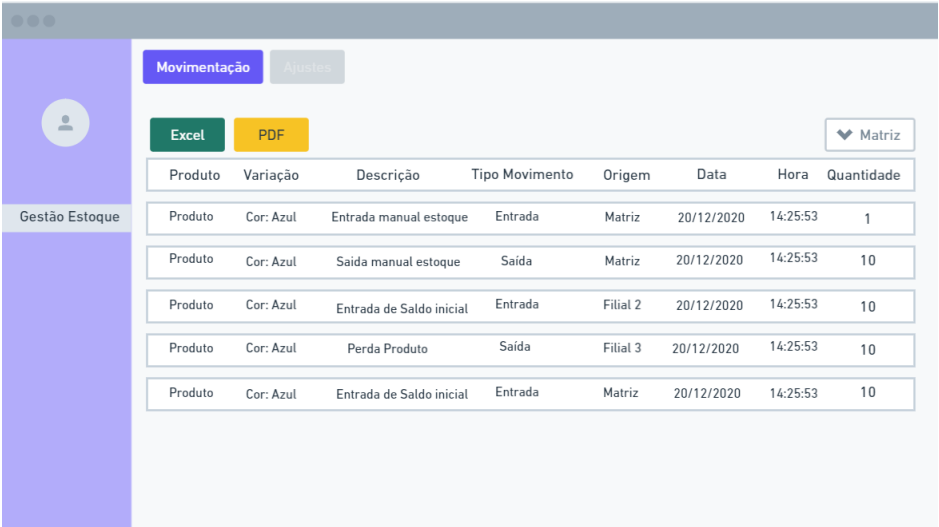 Movimentação Ajustes
Excel PDF Matriz
Produto Variação Descrição Tipo Movimento Origem Data Hora Quantidade
Gestão Estoque
Produto Cor: Azul Entrada manual estoque Entrada Matriz 20/12/2020 14:25:53 1
Produto Cor: Azul Saida manual estoque Saída Matriz 20/12/2020 14:25:53 10
Produto Cor: Azul Entrada de Saldo inicial Entrada Filial 2 20/12/2020 14:25:53 10
Produto Cor: Azul Perda Produto Saída Filial 3 20/12/2020 14:25:53 10
Produto Cor: Azul Entrada de Saldo inicial Entrada Matriz 20/12/2020 14:25:53 10